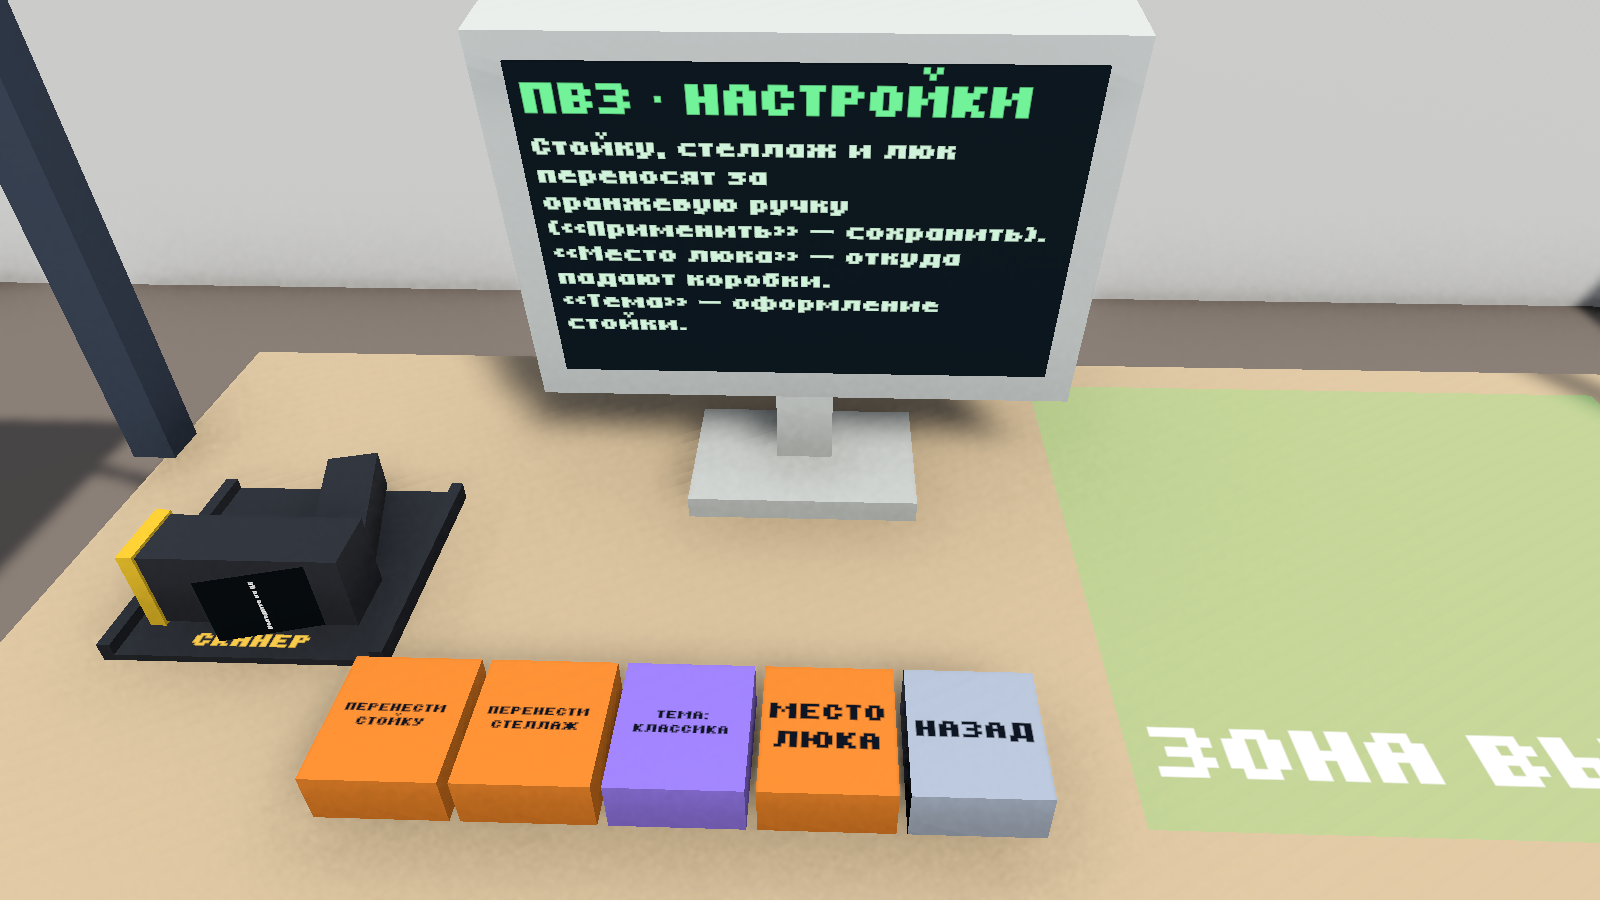 ПВЗ · НАСТРОЙКИ
Стойку, стеллаж и люк
переносят за
оранжевую ручку
(«Применить» — сохранить).
«Место люка» — откуда
падают коробки.
«Тема» — оформление
стойки.
СКАННЕР
ПЕРЕНЕСТИ
СТОЙКУ
ПЕРЕНЕСТИ
СТЕЛЛАЖ
ТЕМА:
КЛАССИКА
МЕСТО
ЛЮКА
НАЗАД
ЗОНА ВЫ